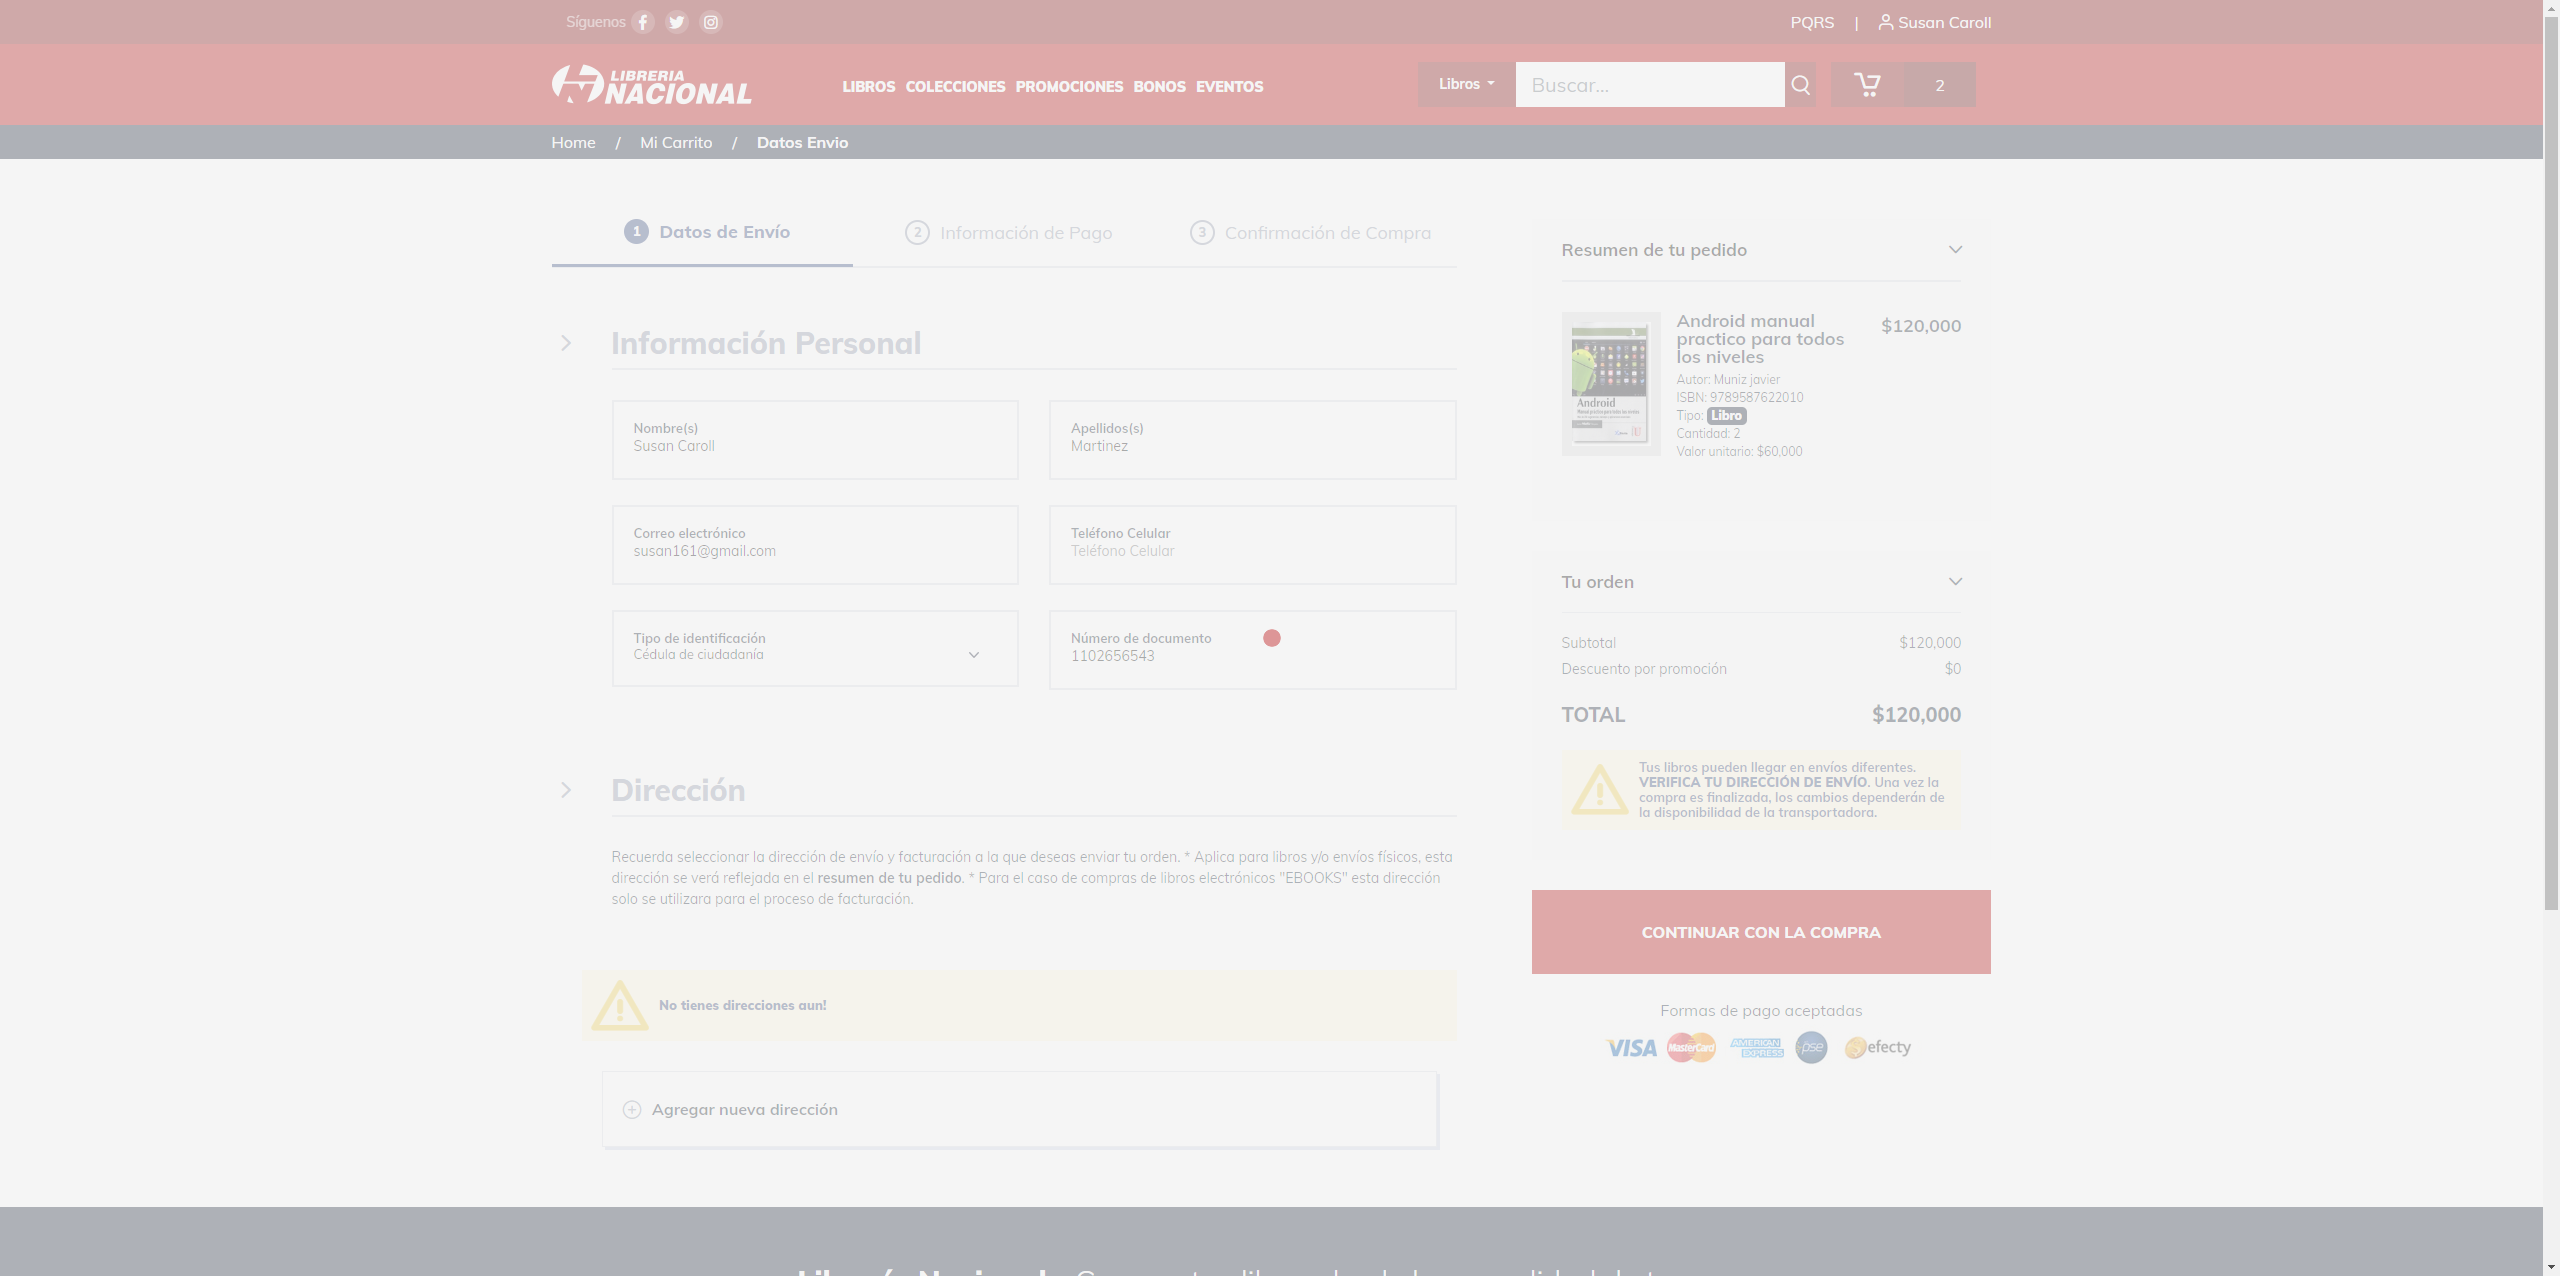 Síguenos
PQRS | Susan Caroll
LIBRERIA
NACIONAL
LIBROS COLECCIONES PROMOCIONES BONOS EVENTOS
Libros
Buscar...
2
Home / Mi Carrito / Datos Envio
1 Datos de Envío
2 Información de Pago
3 Confirmación de Compra
Información Personal
Nombre(s)
Susan Caroll
Apellidos(s)
Martinez
Correo electrónico
susan161@gmail.com
Teléfono Celular
Teléfono Celular
Tipo de identificación
Cédula de ciudadanía
Número de documento
1102656543
Dirección
Recuerda seleccionar la dirección de envío y facturación a la que deseas enviar tu orden. * Aplica para libros y/o envíos físicos, esta
dirección se verá reflejada en el resumen de tu pedido. * Para el caso de compras de libros electrónicos "EBOOKS" esta dirección
solo se utilizara para el proceso de facturación.
No tienes direcciones aun!
Agregar nueva dirección
Resumen de tu pedido
Android
Android manual
practico para todos
los niveles
$120,000
Autor: Muniz javier
ISBN: 9789587622010
Tipo: Libro
Cantidad: 2
Valor unitario: $60,000
Tu orden
Subtotal $120,000
Descuento por promoción $0
TOTAL $120,000
Tus libros pueden llegar en envíos diferentes.
VERIFICA TU DIRECCIÓN DE ENVÍO. Una vez la
compra es finalizada, los cambios dependerán de
la disponibilidad de la transportadora.
CONTINUAR CON LA COMPRA
Formas de pago aceptadas
VISA MasterCard AMERICAN EXPRESS pse efecty